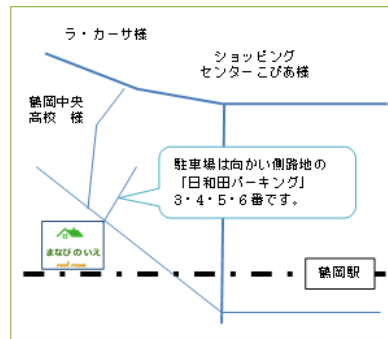 ラ・カーサ様
ショッピング
センターこぴあ様
鶴岡中央
高校 様
駐車場は向かい側路地の
「日和田パーキング」
3・4・5・6番です。
まなびのいえ
roof room
鶴岡駅